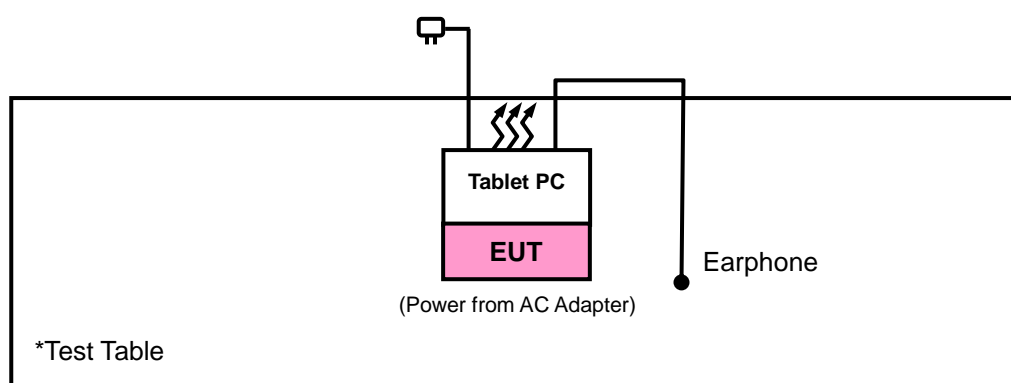 Tablet PC
EUT
Earphone
(Power from AC Adapter)
*Test Table